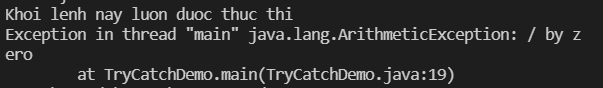 Khoi lenh nay luon duoc thuc thi
Exception in thread "main" java.lang.ArithmeticException: / by z
ero
at TryCatchDemo.main(TryCatchDemo.java:19)